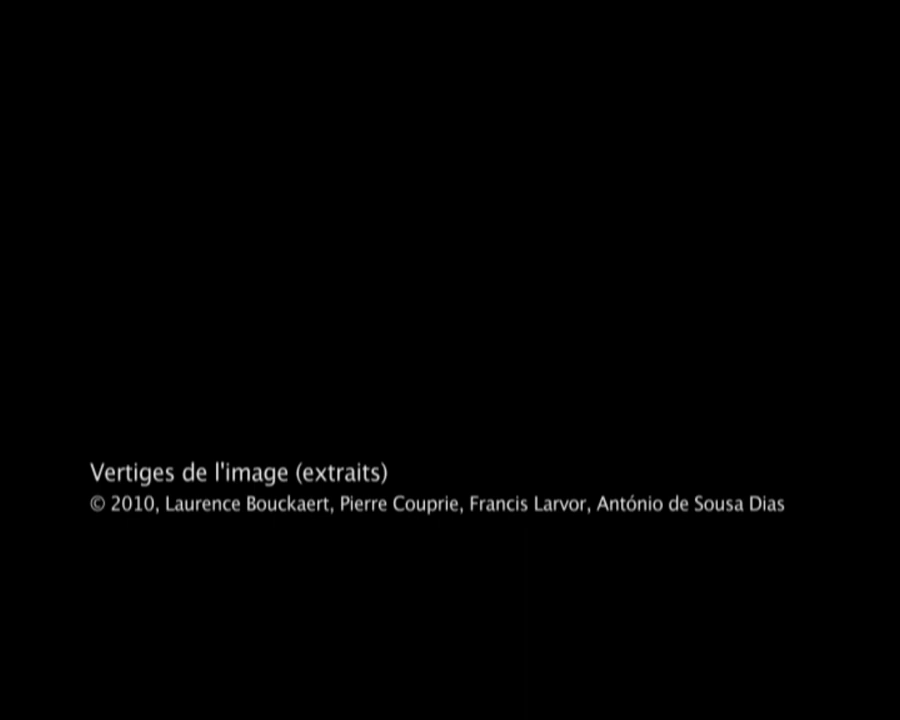 Vertiges de l'image (extraits)
© 2010, Laurence Bouckaert, Pierre Couprie, Francis Larvor, António de Sousa Dias